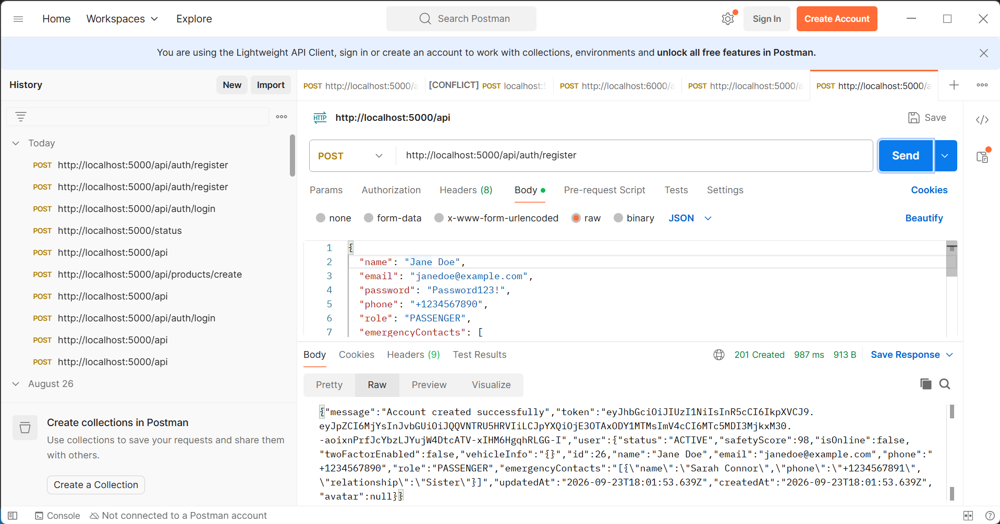 Home Workspaces Explore Search Postman Sign In Create Account
You are using the Lightweight API Client, sign in or create an account to work with collections, environments and unlock all free features in Postman.
History New Import
POST http://localhost:5000/a [CONFLICT] POST localhost:5 POST http://localhost:6000/a POST http://localhost:5000/a POST http://localhost:5000/a
Today
POST http://localhost:5000/api/auth/register
POST http://localhost:5000/api/auth/register
POST http://localhost:5000/api/auth/login
POST http://localhost:5000/status
POST http://localhost:5000/api
POST http://localhost:5000/api/products/create
POST http://localhost:5000/api
POST http://localhost:5000/api/auth/login
POST http://localhost:5000/api
POST http://localhost:5000/api
August 26
Create collections in Postman
Use collections to save your requests and share them
with others.
Create a Collection
HTTP http://localhost:5000/api Save
POST http://localhost:5000/api/auth/register Send
Params Authorization Headers (8) Body Pre-request Script Tests Settings Cookies
none form-data x-www-form-urlencoded raw binary JSON Beautify
1 {
2 "name": "Jane Doe",
3 "email": "janedoe@example.com",
4 "password": "Password123!",
5 "phone": "+1234567890",
6 "role": "PASSENGER",
7 "emergencyContacts": [
Body Cookies Headers (9) Test Results 201 Created 987 ms 913 B Save Response
Pretty Raw Preview Visualize
{"message":"Account created successfully","token":"eyJhbGciOiJIUzI1NiIsInR5cCI6IkpXVCJ9.
eyJpZCI6MjYsInJvbGUiOiJQQVNTRU5HRVIiLCJpYXQiOjE3OTAxODY1MTMsImV4cCI6MTc5MDI3MjkxM30.
-aoixnPrfJcYbzLJYujW4DtcATV-xIHM6HgqhRLGG-I","user":{"status":"ACTIVE","safetyScore":98,"isOnline":false,
"twoFactorEnabled":false,"vehicleInfo":"{}","id":26,"name":"Jane Doe","email":"janedoe@example.com","phone":"
+1234567890","role":"PASSENGER","emergencyContacts":"[{\"name\":\"Sarah Connor\",\"phone\":\"+1234567891\",
\"relationship\":\"Sister\"}]","updatedAt":"2026-09-23T18:01:53.639Z","createdAt":"2026-09-23T18:01:53.639Z",
"avatar":null}}
Console Not connected to a Postman account